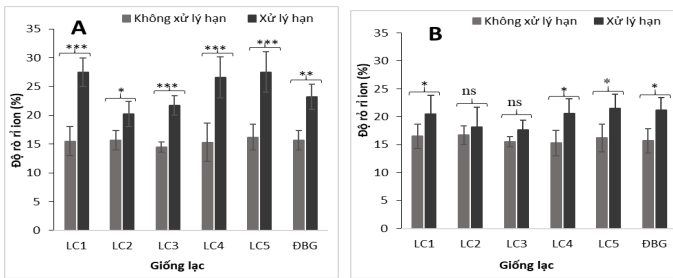 A
Không xử lý hạn Xử lý hạn
Độ rò rỉ ion (%)
35
30
25
20
15
10
5
0
*** * *** *** *** **
LC1 LC2 LC3 LC4 LC5 ĐBG
Giống lạc
B
Không xử lý hạn Xử lý hạn
Độ rò rỉ ion (%)
35
30
25
20
15
10
5
0
* ns ns * * *
LC1 LC2 LC3 LC4 LC5 ĐBG
Giống lạc